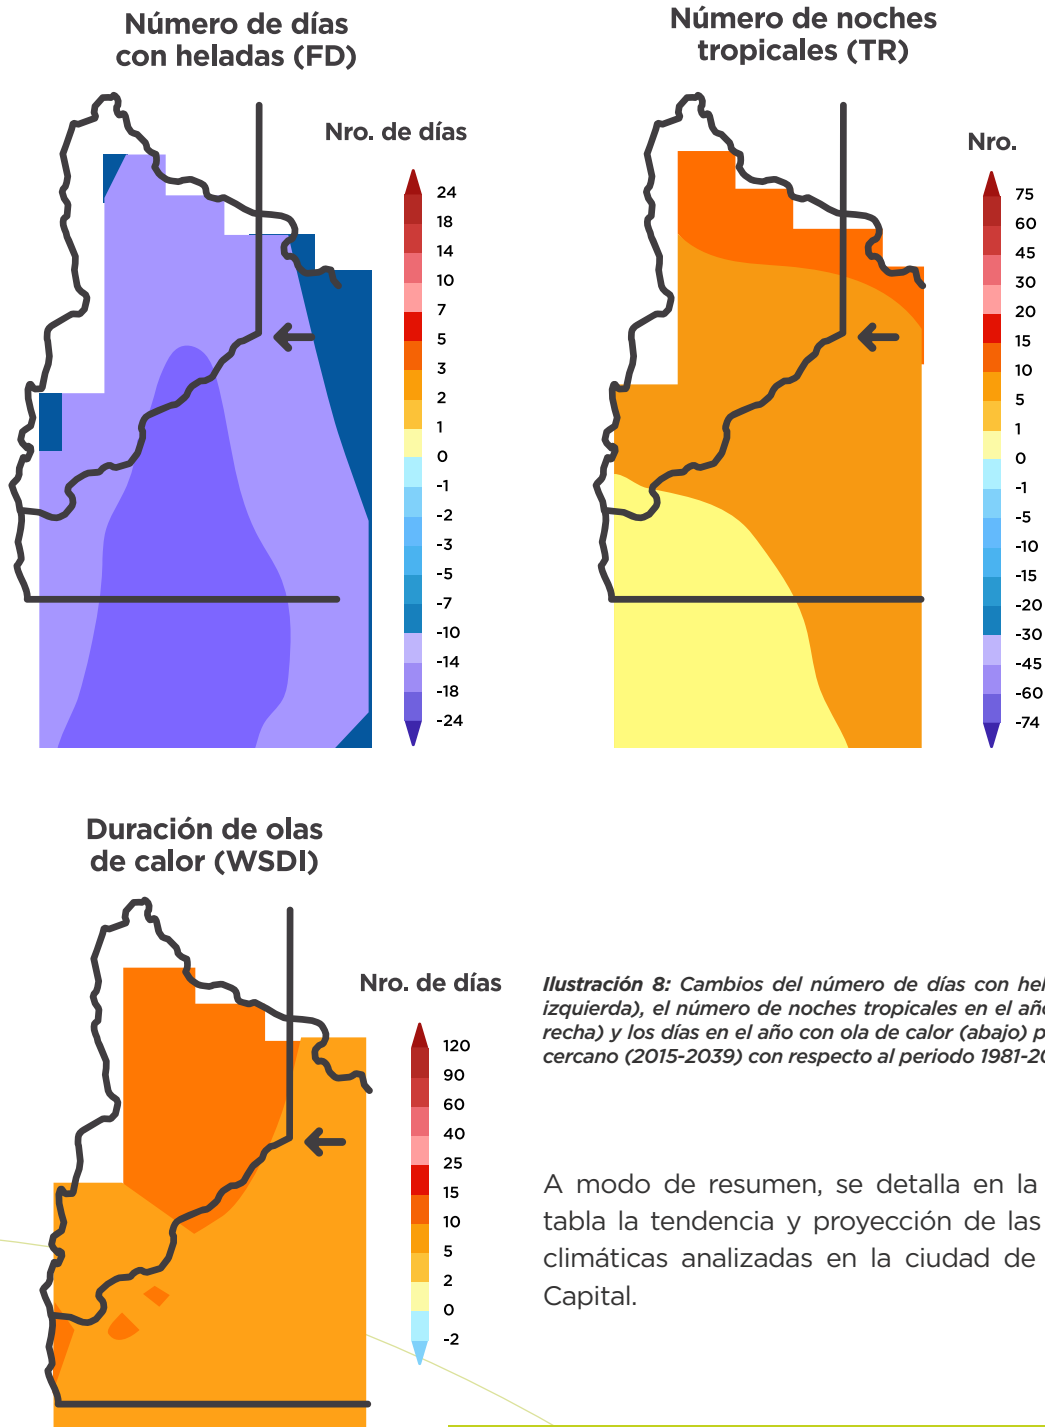 Número de días
con heladas (FD)
Nro. de días
24
18
14
10
7
5
3
2
1
0
-1
-2
-3
-5
-7
-10
-14
-18
-24
Número de noches
tropicales (TR)
Nro.
75
60
45
30
20
15
10
5
1
0
-1
-5
-10
-15
-20
-30
-45
-60
-74
Duración de olas
de calor (WSDI)
Nro. de días
120
90
60
40
25
15
10
5
2
0
-2
Ilustración 8: Cambios del número de días con hel
izquierda), el número de noches tropicales en el año
recha) y los días en el año con ola de calor (abajo) p
cercano (2015-2039) con respecto al periodo 1981-20
A modo de resumen, se detalla en la
tabla la tendencia y proyección de las
climáticas analizadas en la ciudad de
Capital.